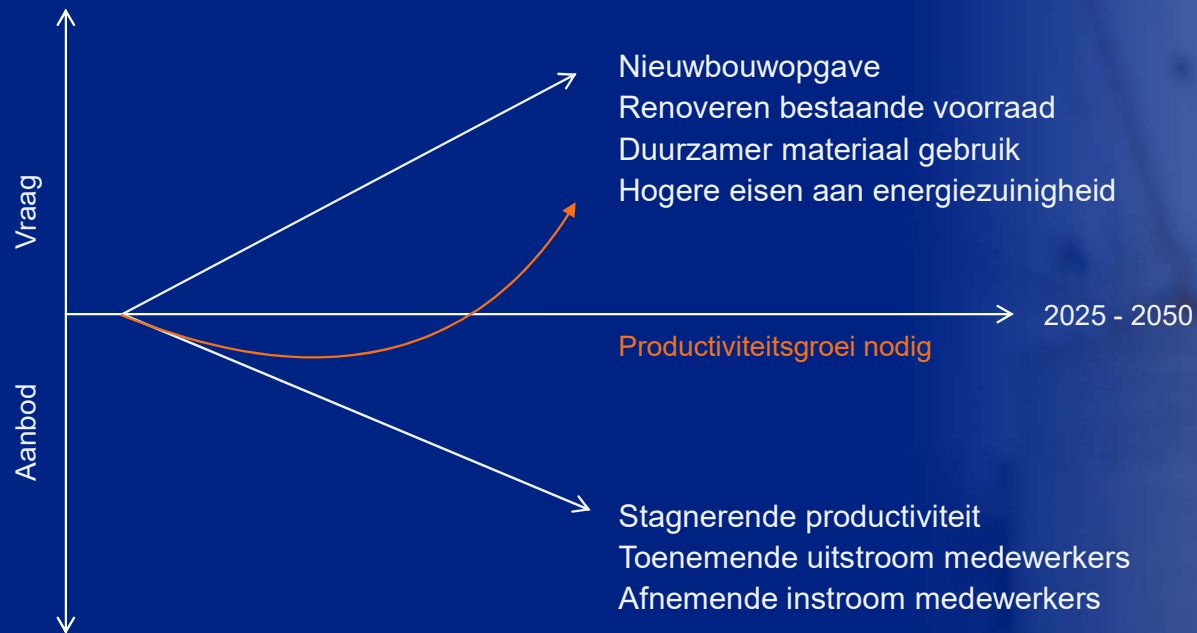 Nieuwbouwopgave
Renoveren bestaande voorraad
Duurzamer materiaal gebruik
Hogere eisen aan energiezuinigheid
Vraag
2025 - 2050
Productiviteitsgroei nodig
Aanbod
Stagnerende productiviteit
Toenemende uitstroom medewerkers
Afnemende instroom medewerkers